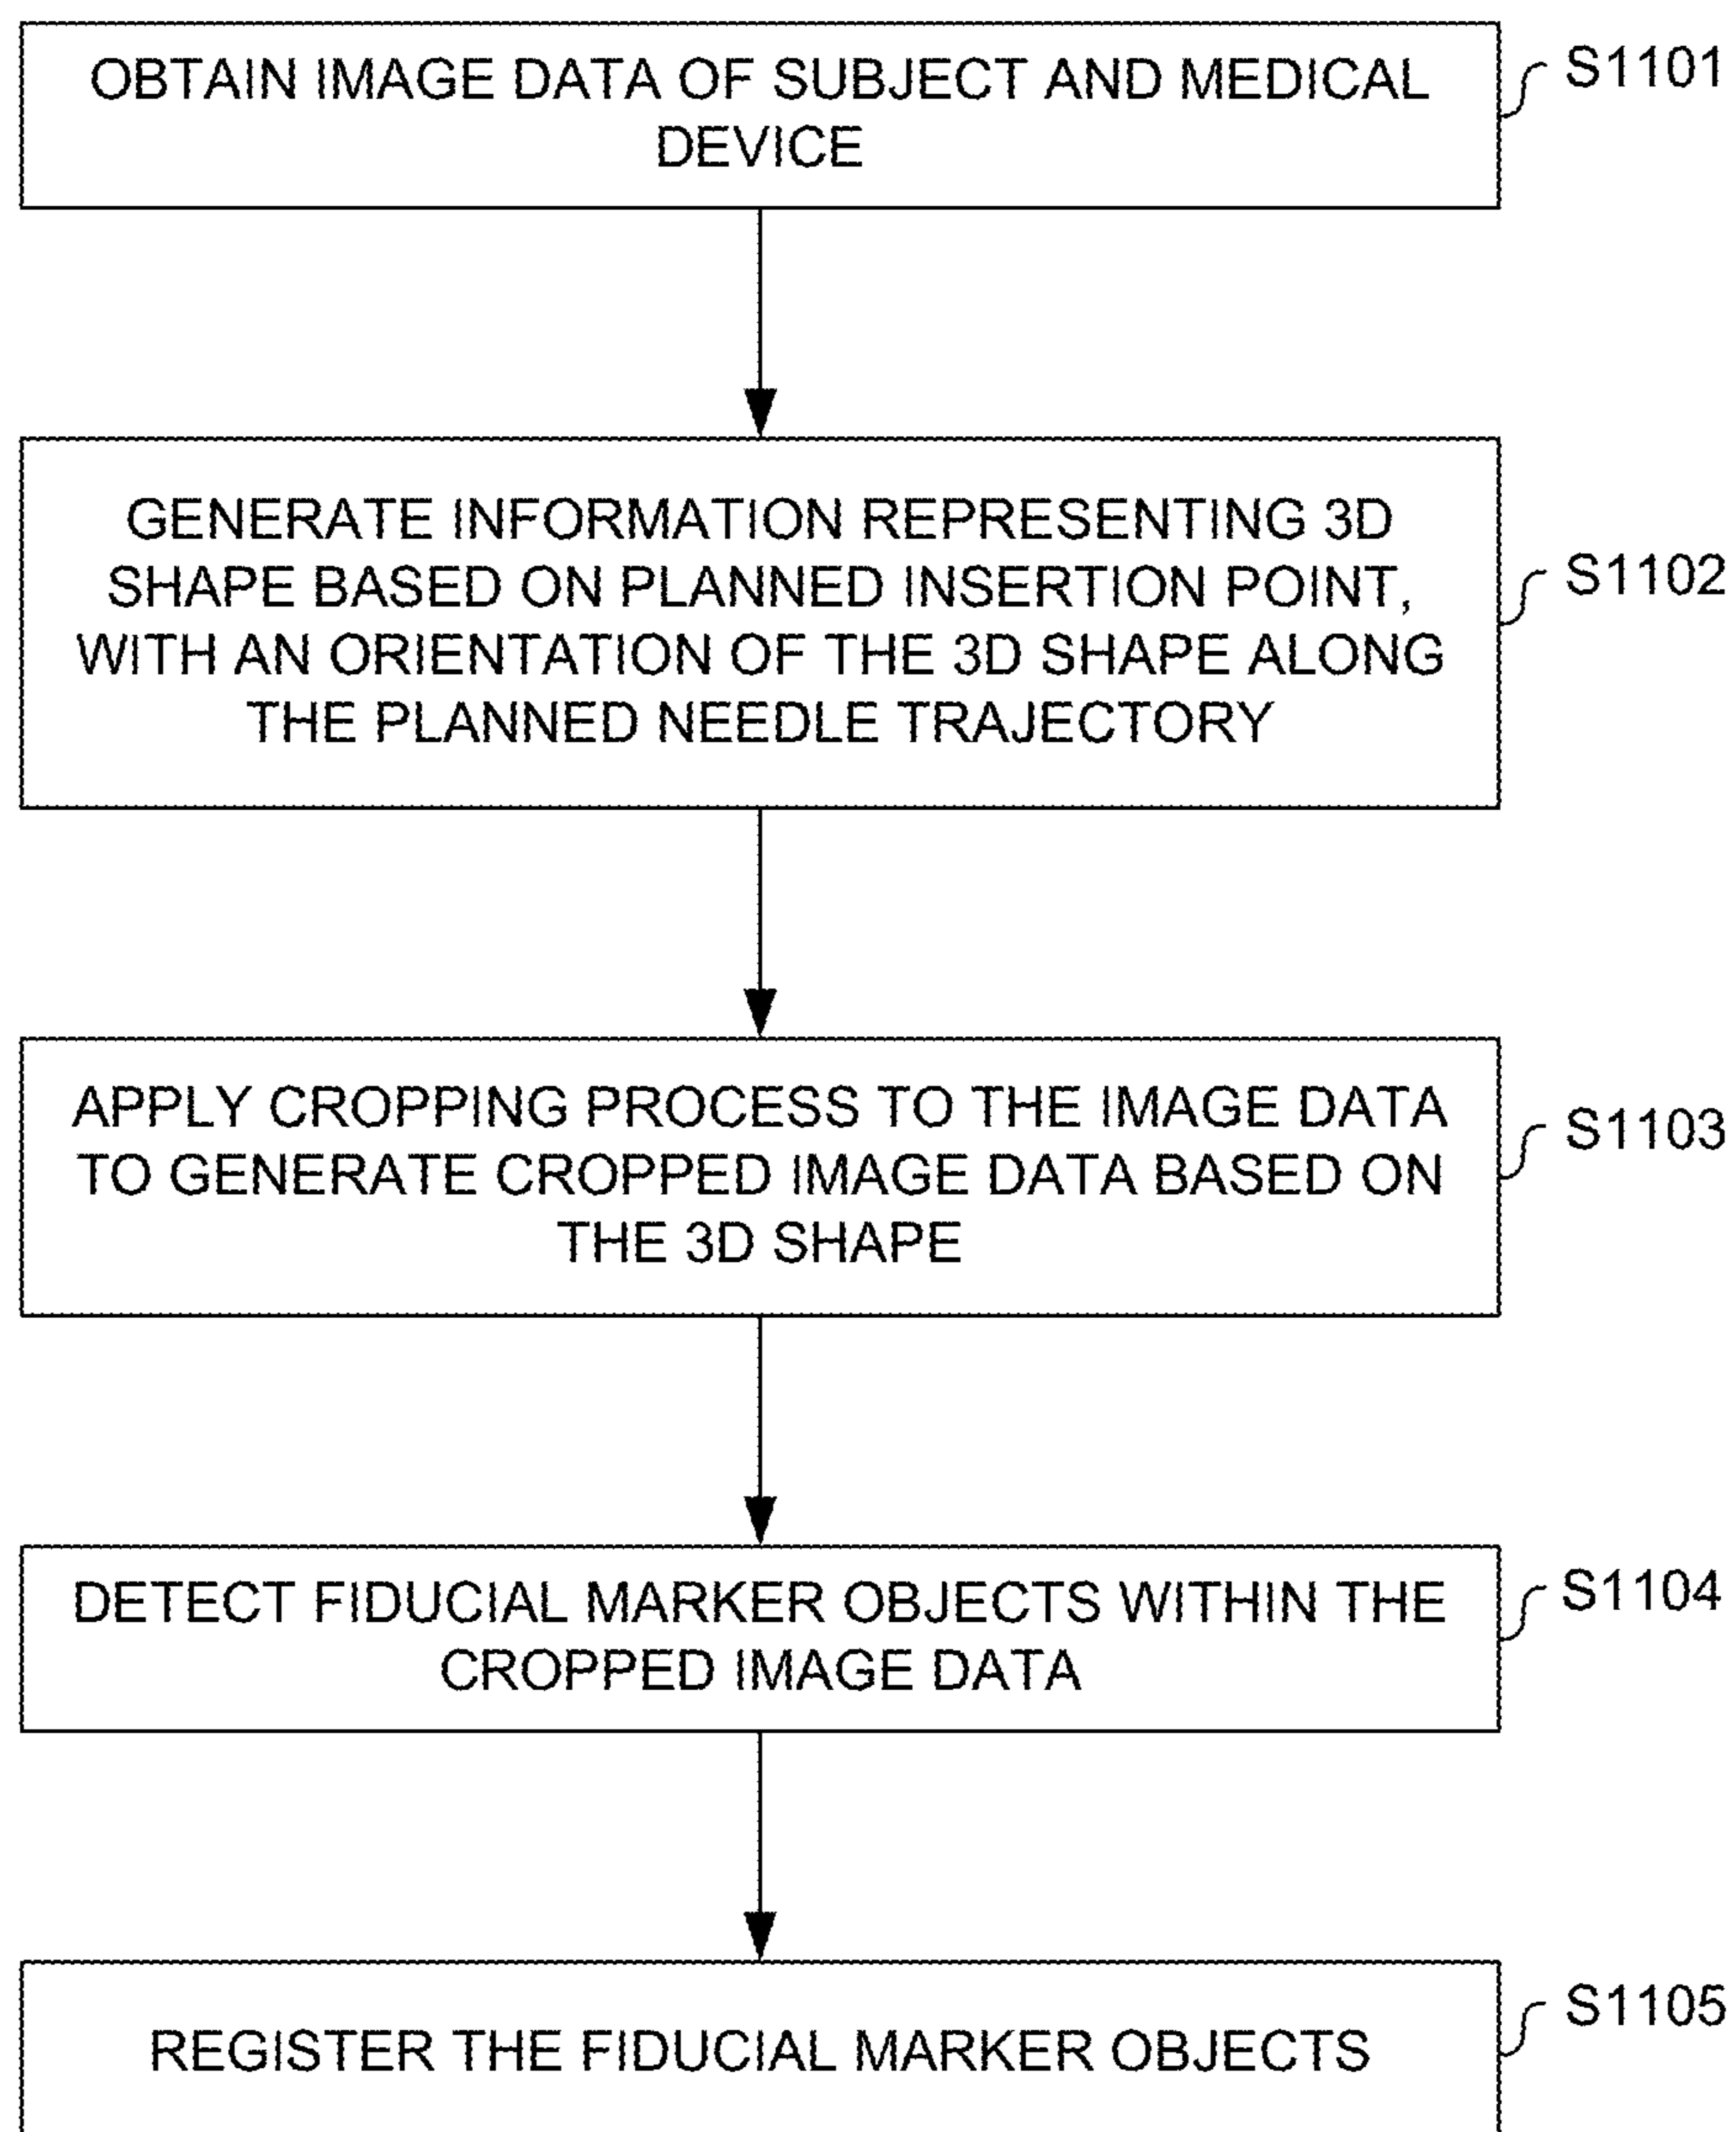 OBTAIN IMAGE DATA OF SUBJECT AND MEDICAL
DEVICE
S1101
GENERATE INFORMATION REPRESENTING 3D
SHAPE BASED ON PLANNED INSERTION POINT,
WITH AN ORIENTATION OF THE 3D SHAPE ALONG
THE PLANNED NEEDLE TRAJECTORY
S1102
APPLY CROPPING PROCESS TO THE IMAGE DATA
TO GENERATE CROPPED IMAGE DATA BASED ON
THE 3D SHAPE
S1103
DETECT FIDUCIAL MARKER OBJECTS WITHIN THE
CROPPED IMAGE DATA
S1104
REGISTER THE FIDUCIAL MARKER OBJECTS
S1105